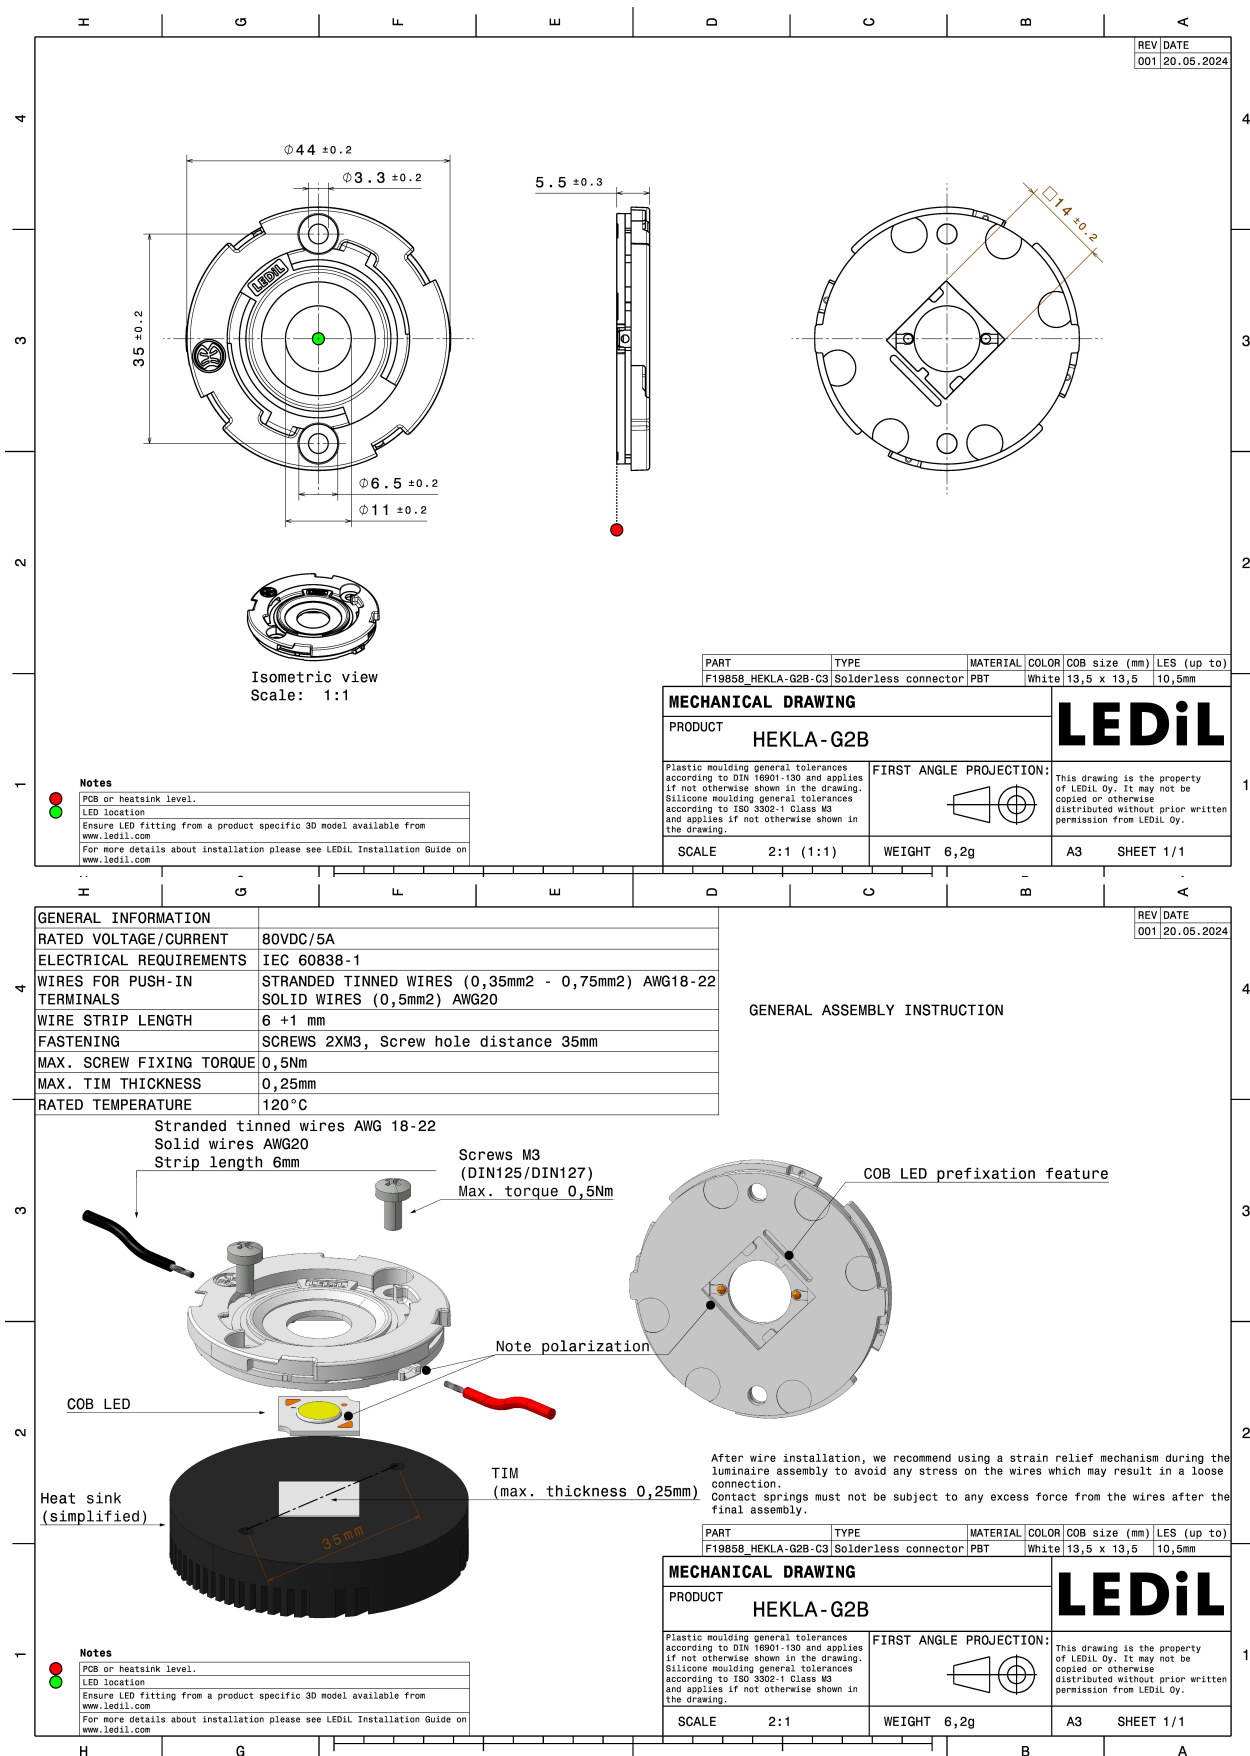 H G F E D C B A
REV DATE
001 20.05.2024
4 4
Ø44 ±0.2
Ø3.3 ±0.2
5.5 ±0.3
□14 ±0.2
LEDiL
35 ±0.2
3 3
Ø6.5 ±0.2
Ø11 ±0.2
2 2
Isometric view
Scale: 1:1
PART TYPE MATERIAL COLOR COB size (mm) LES (up to)
F19858_HEKLA-G2B-C3 Solderless connector PBT White 13,5 x 13,5 10,5mm
MECHANICAL DRAWING
LEDiL
PRODUCT
HEKLA-G2B
1 1
Plastic moulding general tolerances
according to DIN 16901-130 and applies
if not otherwise shown in the drawing.
Silicone moulding general tolerances
according to ISO 3302-1 Class M3
and applies if not otherwise shown in
the drawing.
FIRST ANGLE PROJECTION:
This drawing is the property
of LEDiL Oy. It may not be
copied or otherwise
distributed without prior written
permission from LEDiL Oy.
Notes
PCB or heatsink level.
LED location
Ensure LED fitting from a product specific 3D model available from
www.ledil.com
For more details about installation please see LEDiL Installation Guide on
www.ledil.com
SCALE 2:1 (1:1) WEIGHT 6,2g A3 SHEET 1/1
H G F E D C B A
REV DATE
001 20.05.2024
GENERAL INFORMATION
RATED VOLTAGE/CURRENT 80VDC/5A
ELECTRICAL REQUIREMENTS IEC 60838-1
WIRES FOR PUSH-IN TERMINALS STRANDED TINNED WIRES (0,35mm2 - 0,75mm2) AWG18-22
SOLID WIRES (0,5mm2) AWG20
WIRE STRIP LENGTH 6 +1 mm
FASTENING SCREWS 2XM3, Screw hole distance 35mm
MAX. SCREW FIXING TORQUE 0,5Nm
MAX. TIM THICKNESS 0,25mm
RATED TEMPERATURE 120°C
4 4
GENERAL ASSEMBLY INSTRUCTION
Stranded tinned wires AWG 18-22
Solid wires AWG20
Strip length 6mm
Screws M3
(DIN125/DIN127)
Max. torque 0,5Nm
COB LED prefixation feature
3 3
LEDiL
Note polarization
COB LED
2 2
TIM
(max. thickness 0,25mm)
Heat sink
(simplified)
35mm
After wire installation, we recommend using a strain relief mechanism during the
luminaire assembly to avoid any stress on the wires which may result in a loose
connection.
Contact springs must not be subject to any excess force from the wires after the
final assembly.
PART TYPE MATERIAL COLOR COB size (mm) LES (up to)
F19858_HEKLA-G2B-C3 Solderless connector PBT White 13,5 x 13,5 10,5mm
MECHANICAL DRAWING
LEDiL
PRODUCT
HEKLA-G2B
1 1
Plastic moulding general tolerances
according to DIN 16901-130 and applies
if not otherwise shown in the drawing.
Silicone moulding general tolerances
according to ISO 3302-1 Class M3
and applies if not otherwise shown in
the drawing.
FIRST ANGLE PROJECTION:
This drawing is the property
of LEDiL Oy. It may not be
copied or otherwise
distributed without prior written
permission from LEDiL Oy.
Notes
PCB or heatsink level.
LED location
Ensure LED fitting from a product specific 3D model available from
www.ledil.com
For more details about installation please see LEDiL Installation Guide on
www.ledil.com
SCALE 2:1 WEIGHT 6,2g A3 SHEET 1/1
H G B A